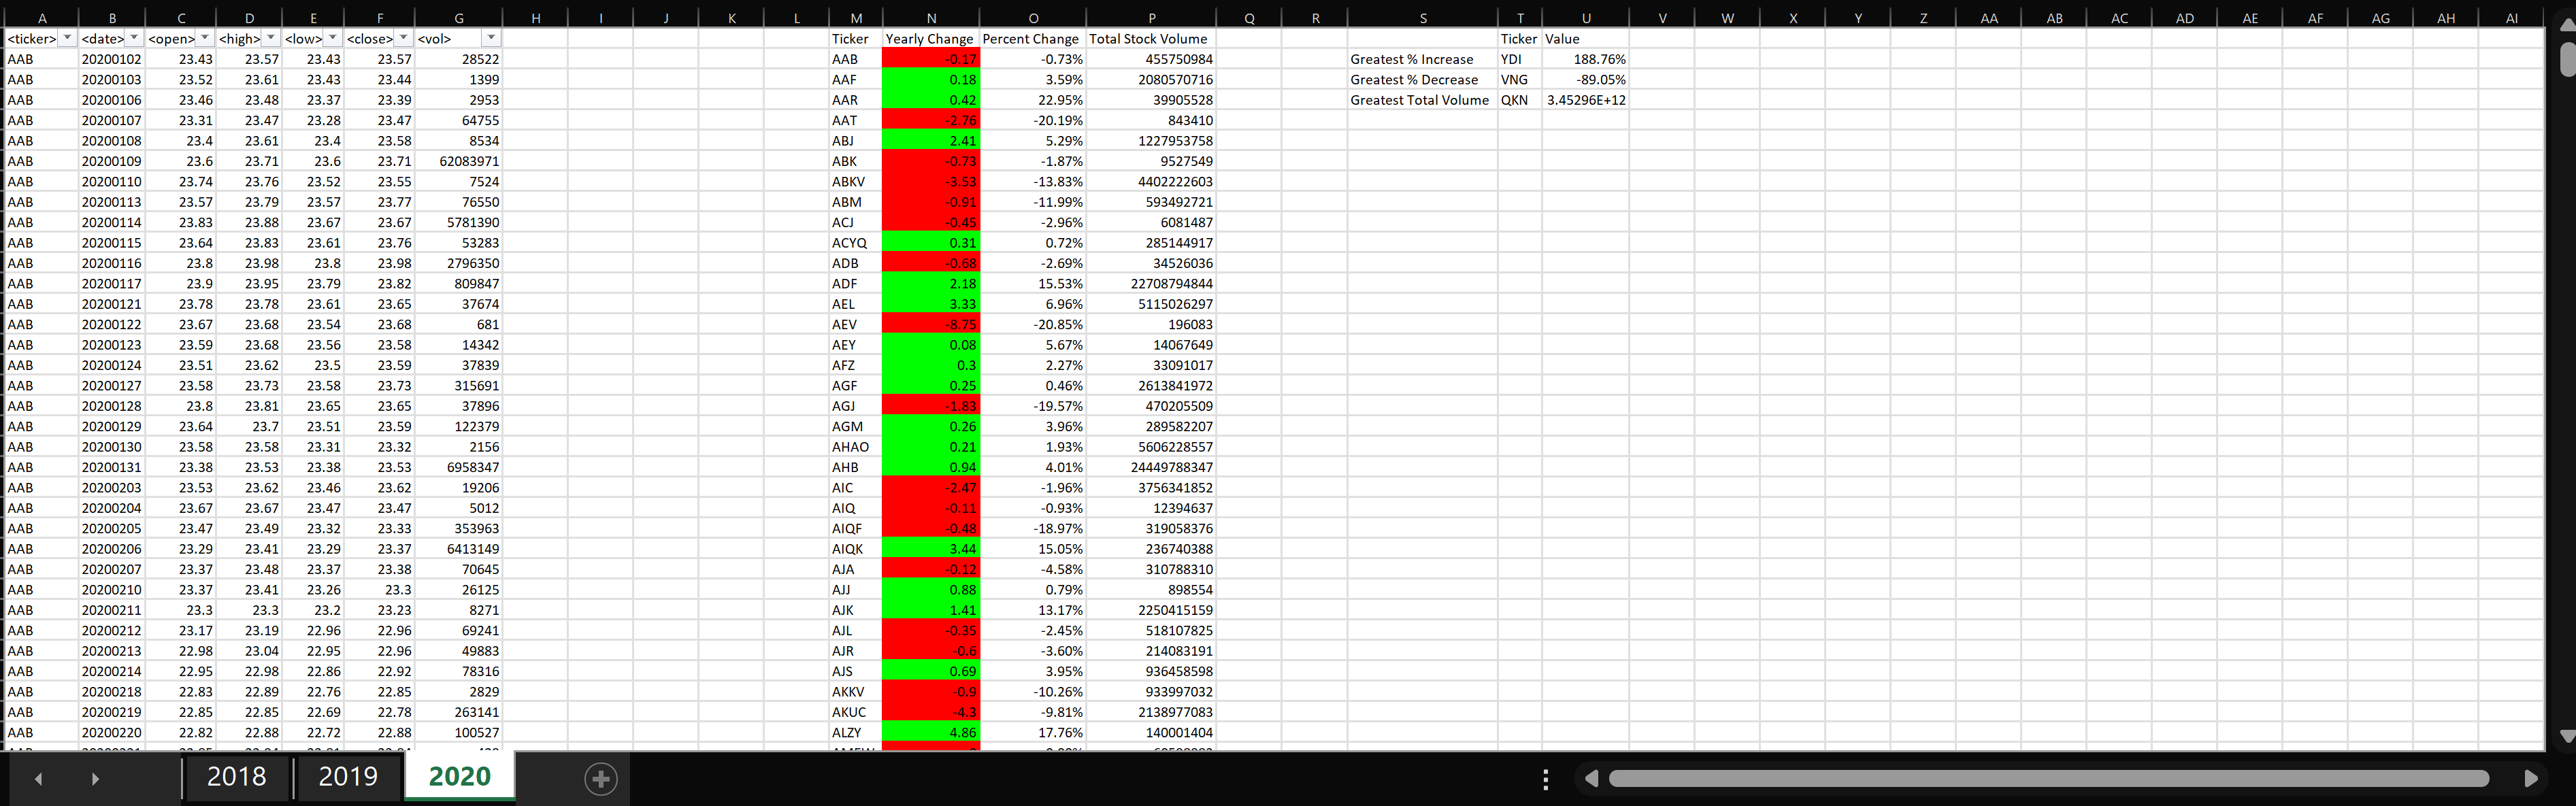 A B C D E F G H I J K L M N O P Q R S T U V W X Y Z AA AB AC AD AE AF AG AH AI
<ticker> <date> <open> <high> <low> <close> <vol> Ticker Yearly Change Percent Change Total Stock Volume Ticker Value
AAB 20200102 23.43 23.57 23.43 23.57 28522 AAB -0.17 -0.73% 455750984 Greatest % Increase YDI 188.76%
AAB 20200103 23.52 23.61 23.43 23.44 1399 AAF 0.18 3.59% 2080570716 Greatest % Decrease VNG -89.05%
AAB 20200106 23.46 23.48 23.37 23.39 2953 AAR 0.42 22.95% 39905528 Greatest Total Volume QKN 3.45296E+12
AAB 20200107 23.31 23.47 23.28 23.47 64755 AAT -2.76 -20.19% 843410
AAB 20200108 23.4 23.61 23.4 23.58 8534 ABJ 2.41 5.29% 1227953758
AAB 20200109 23.6 23.71 23.6 23.71 62083971 ABK -0.73 -1.87% 9527549
AAB 20200110 23.74 23.76 23.52 23.55 7524 ABKV -3.53 -13.83% 4402222603
AAB 20200113 23.57 23.79 23.57 23.77 76550 ABM -0.91 -11.99% 593492721
AAB 20200114 23.83 23.88 23.67 23.67 5781390 ACJ -0.45 -2.96% 6081487
AAB 20200115 23.64 23.83 23.61 23.76 53283 ACYQ 0.31 0.72% 285144917
AAB 20200116 23.8 23.98 23.8 23.98 2796350 ADB -0.68 -2.69% 34526036
AAB 20200117 23.9 23.95 23.79 23.82 809847 ADF 2.18 15.53% 22708794844
AAB 20200121 23.78 23.78 23.61 23.65 37674 AEL 3.33 6.96% 5115026297
AAB 20200122 23.67 23.68 23.54 23.68 681 AEV -8.75 -20.85% 196083
AAB 20200123 23.59 23.68 23.56 23.58 14342 AEY 0.08 5.67% 14067649
AAB 20200124 23.51 23.62 23.5 23.59 37839 AFZ 0.3 2.27% 33091017
AAB 20200127 23.58 23.73 23.58 23.73 315691 AGF 0.25 0.46% 2613841972
AAB 20200128 23.8 23.81 23.65 23.65 37896 AGJ -1.83 -19.57% 470205509
AAB 20200129 23.64 23.7 23.51 23.59 122379 AGM 0.26 3.96% 289582207
AAB 20200130 23.58 23.58 23.31 23.32 2156 AHAO 0.21 1.93% 5606228557
AAB 20200131 23.38 23.53 23.38 23.53 6958347 AHB 0.94 4.01% 24449788347
AAB 20200203 23.53 23.62 23.46 23.62 19206 AIC -2.47 -1.96% 3756341852
AAB 20200204 23.67 23.67 23.47 23.47 5012 AIQ -0.11 -0.93% 12394637
AAB 20200205 23.47 23.49 23.32 23.33 353963 AIQF -0.48 -18.97% 319058376
AAB 20200206 23.29 23.41 23.29 23.37 6413149 AIQK 3.44 15.05% 236740388
AAB 20200207 23.37 23.48 23.37 23.38 70645 AJA -0.12 -4.58% 310788310
AAB 20200210 23.37 23.41 23.26 23.3 26125 AJJ 0.88 0.79% 898554
AAB 20200211 23.3 23.3 23.2 23.23 8271 AJK 1.41 13.17% 2250415159
AAB 20200212 23.17 23.19 22.96 22.96 69241 AJL -0.35 -2.45% 518107825
AAB 20200213 22.98 23.04 22.95 22.96 49883 AJR -0.6 -3.60% 214083191
AAB 20200214 22.95 22.98 22.86 22.92 78316 AJS 0.69 3.95% 936458598
AAB 20200218 22.83 22.89 22.76 22.85 2829 AKKV -0.9 -10.26% 933997032
AAB 20200219 22.85 22.85 22.69 22.78 263141 AKUC -4.3 -9.81% 2138977083
AAB 20200220 22.82 22.88 22.72 22.88 100527 ALZY 4.86 17.76% 140001404
2018 2019 2020